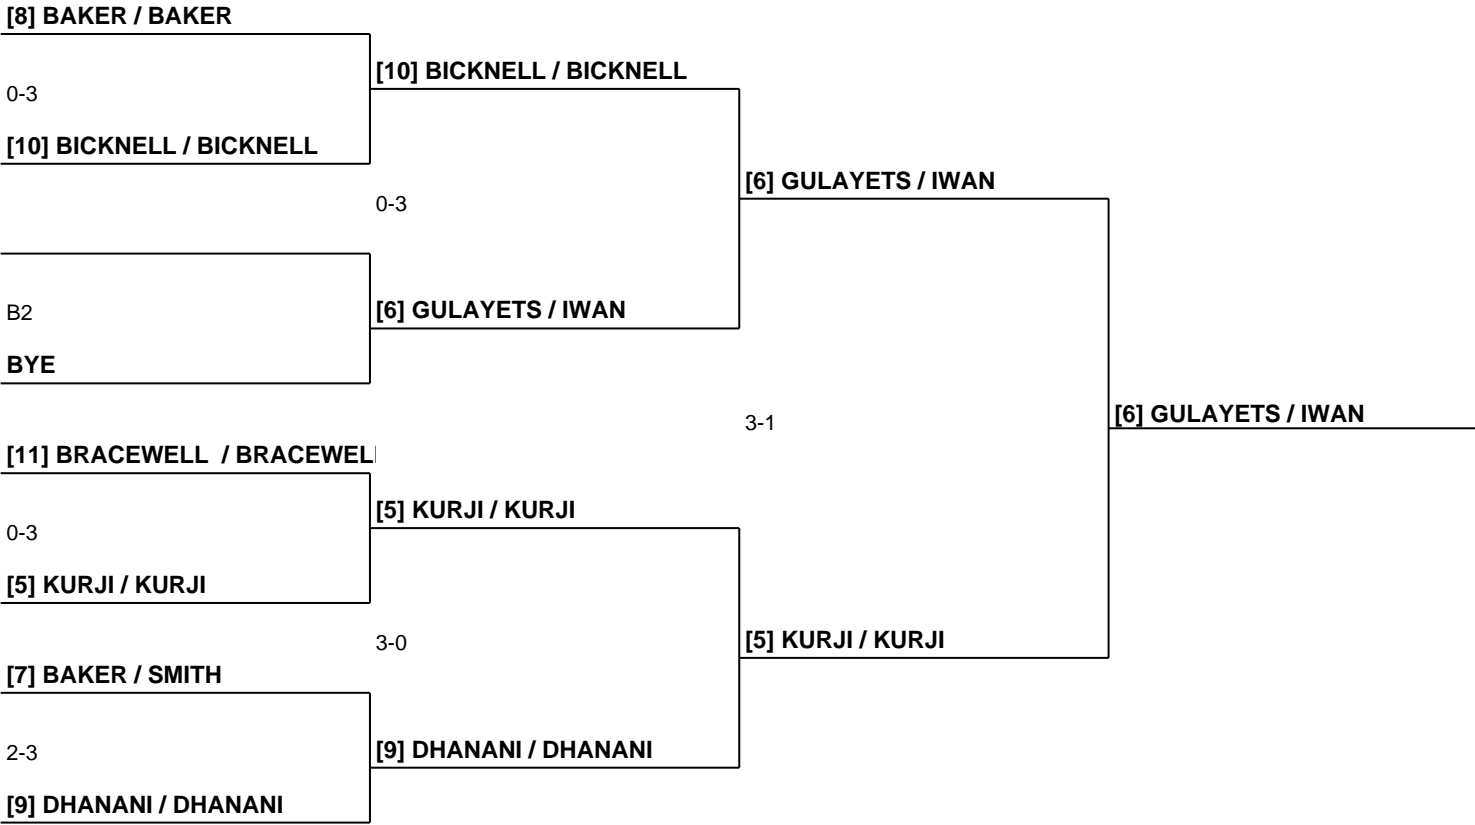 [8] BAKER / BAKER
0-3
[10] BICKNELL / BICKNELL
B2
BYE
[11] BRACEWELL / BRACEWEL
0-3
[5] KURJI / KURJI
[7] BAKER / SMITH
2-3
[9] DHANANI / DHANANI
[10] BICKNELL / BICKNELL
0-3
[6] GULAYETS / IWAN
[5] KURJI / KURJI
3-0
[9] DHANANI / DHANANI
[6] GULAYETS / IWAN
3-1
[5] KURJI / KURJI
[6] GULAYETS / IWAN